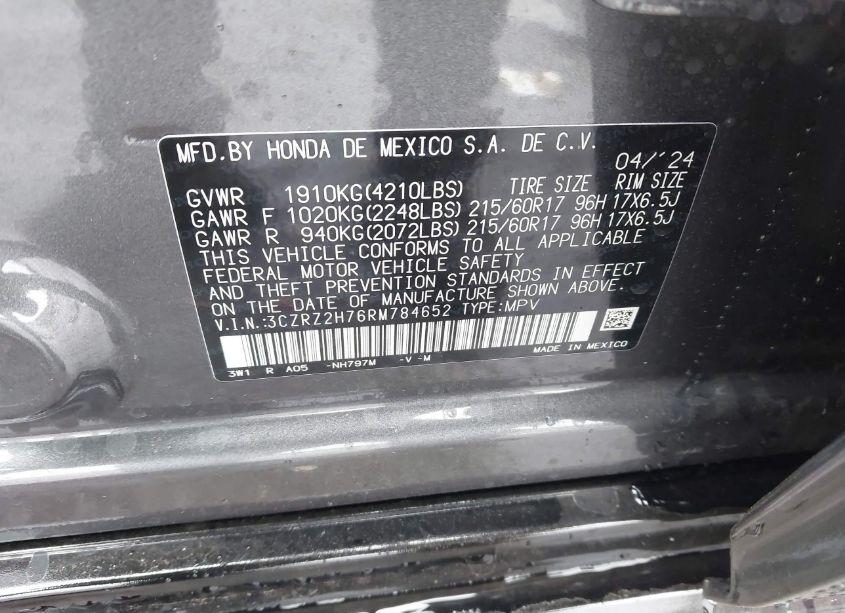 MFD.BY HONDA DE MEXICO S.A. DE C.V.
04/'24
GVWR 1910KG(4210LBS) TIRE SIZE RIM SIZE
GAWR F 1020KG(2248LBS) 215/60R17 96H 17X6.5J
GAWR R 940KG(2072LBS) 215/60R17 96H 17X6.5J
THIS VEHICLE CONFORMS TO ALL APPLICABLE
FEDERAL MOTOR VEHICLE SAFETY
AND THEFT PREVENTION STANDARDS IN EFFECT
ON THE DATE OF MANUFACTURE SHOWN ABOVE.
V.I.N.:3CZRZ2H76RM784652 TYPE:MPV
3W1 R A05 -NH797M -V -M MADE IN MEXICO